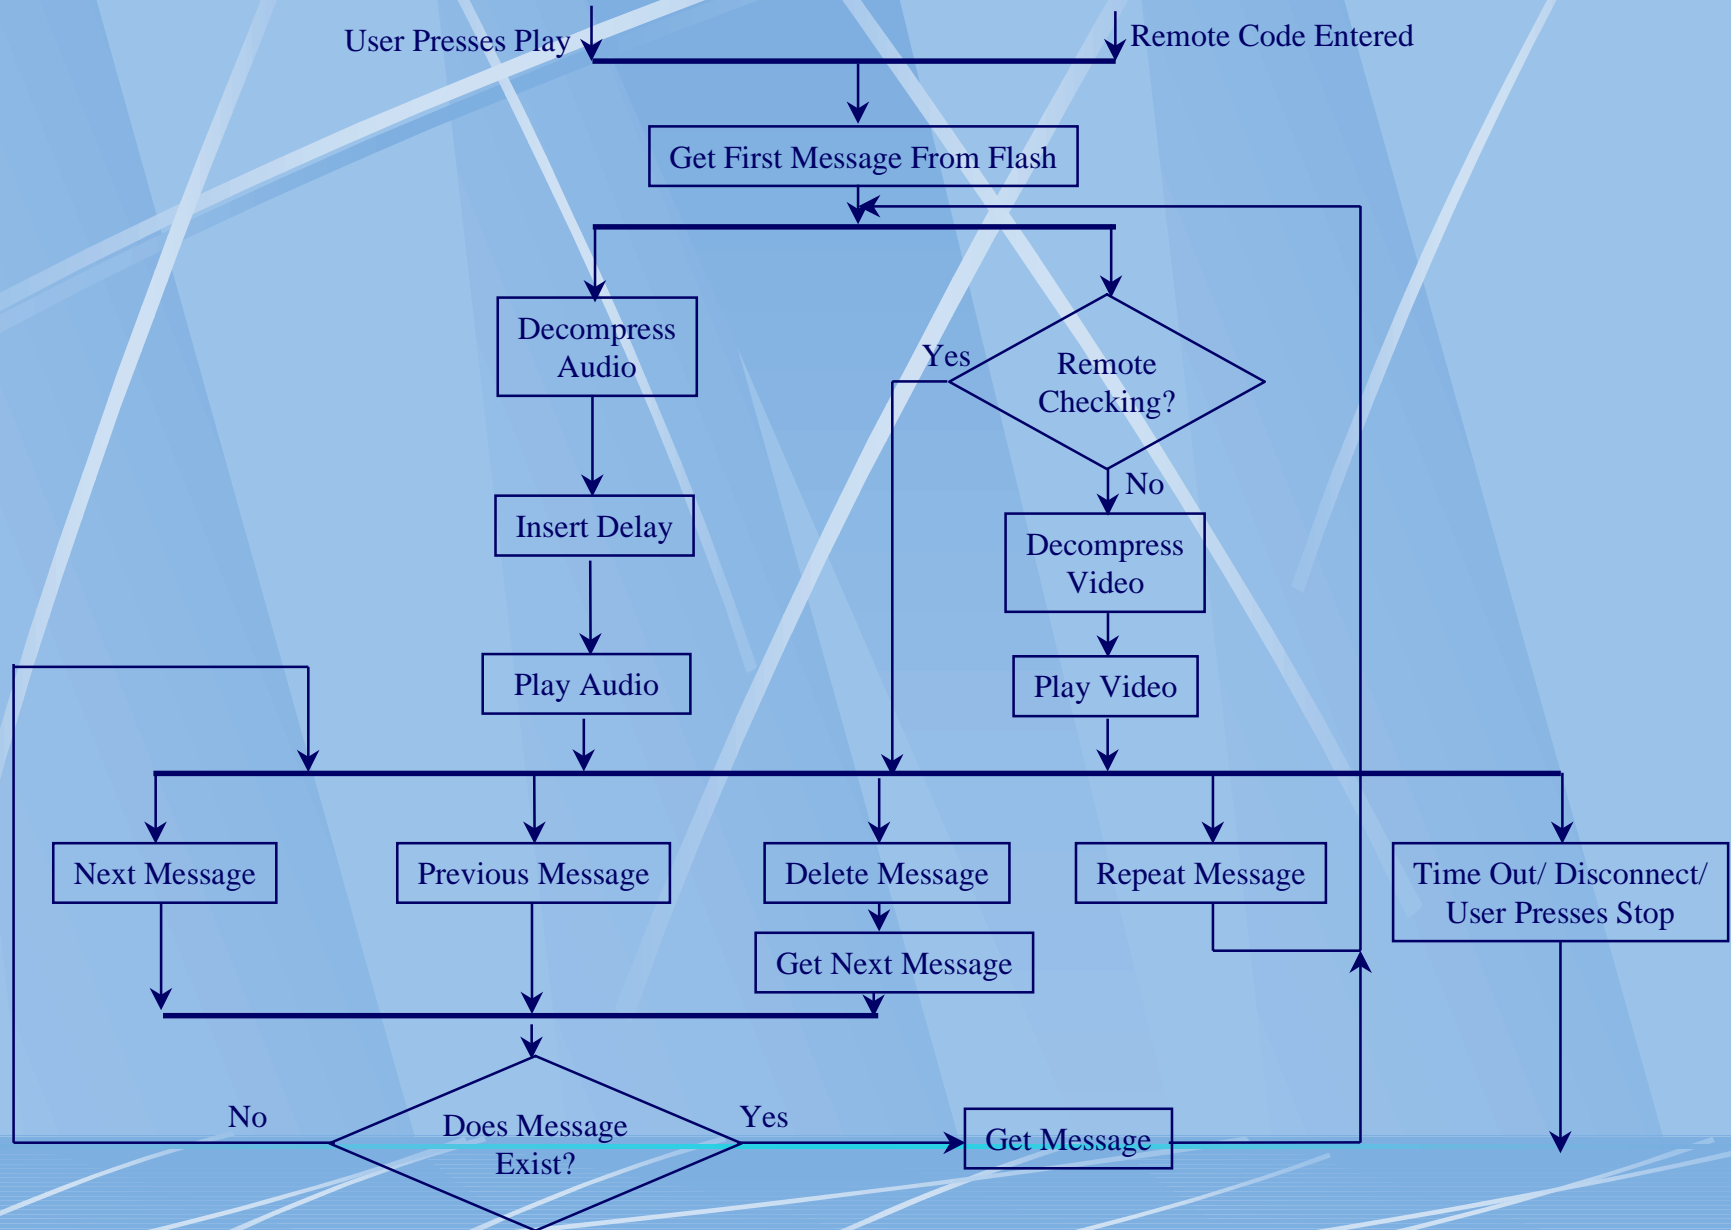 User Presses Play
Remote Code Entered
Get First Message From Flash
Decompress
Audio
Yes
Remote
Checking?
No
Insert Delay
Decompress
Video
Play Audio
Play Video
Next Message
Previous Message
Delete Message
Repeat Message
Time Out/ Disconnect/
User Presses Stop
Get Next Message
No
Does Message
Exist?
Yes
Get Message